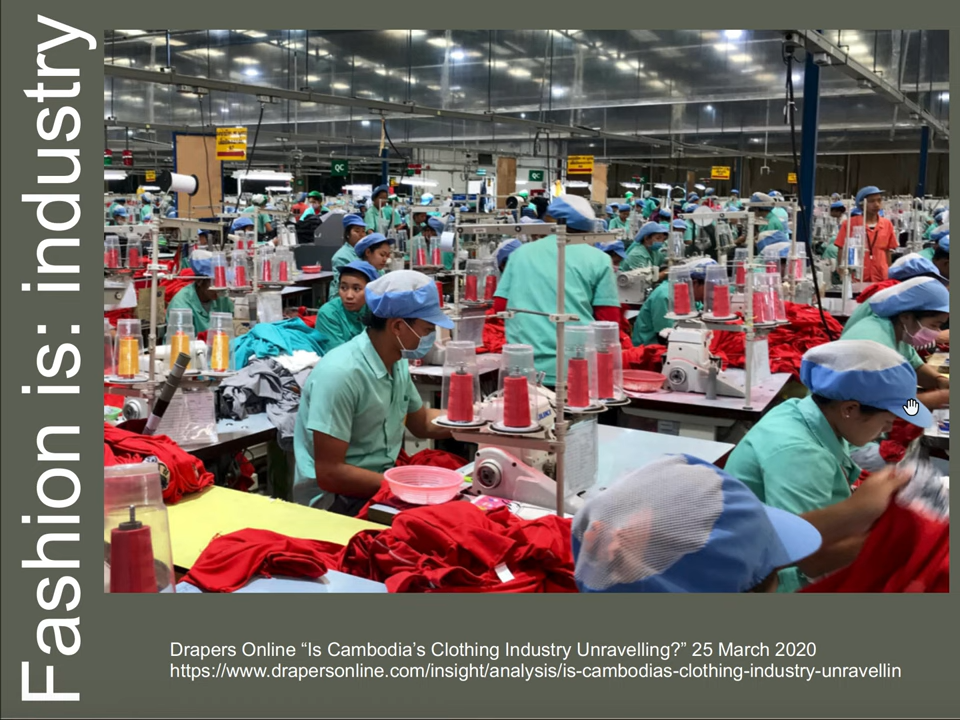 Fashion is: industry
QC
QC
Drapers Online “Is Cambodia’s Clothing Industry Unravelling?” 25 March 2020
https://www.drapersonline.com/insight/analysis/is-cambodias-clothing-industry-unravellin